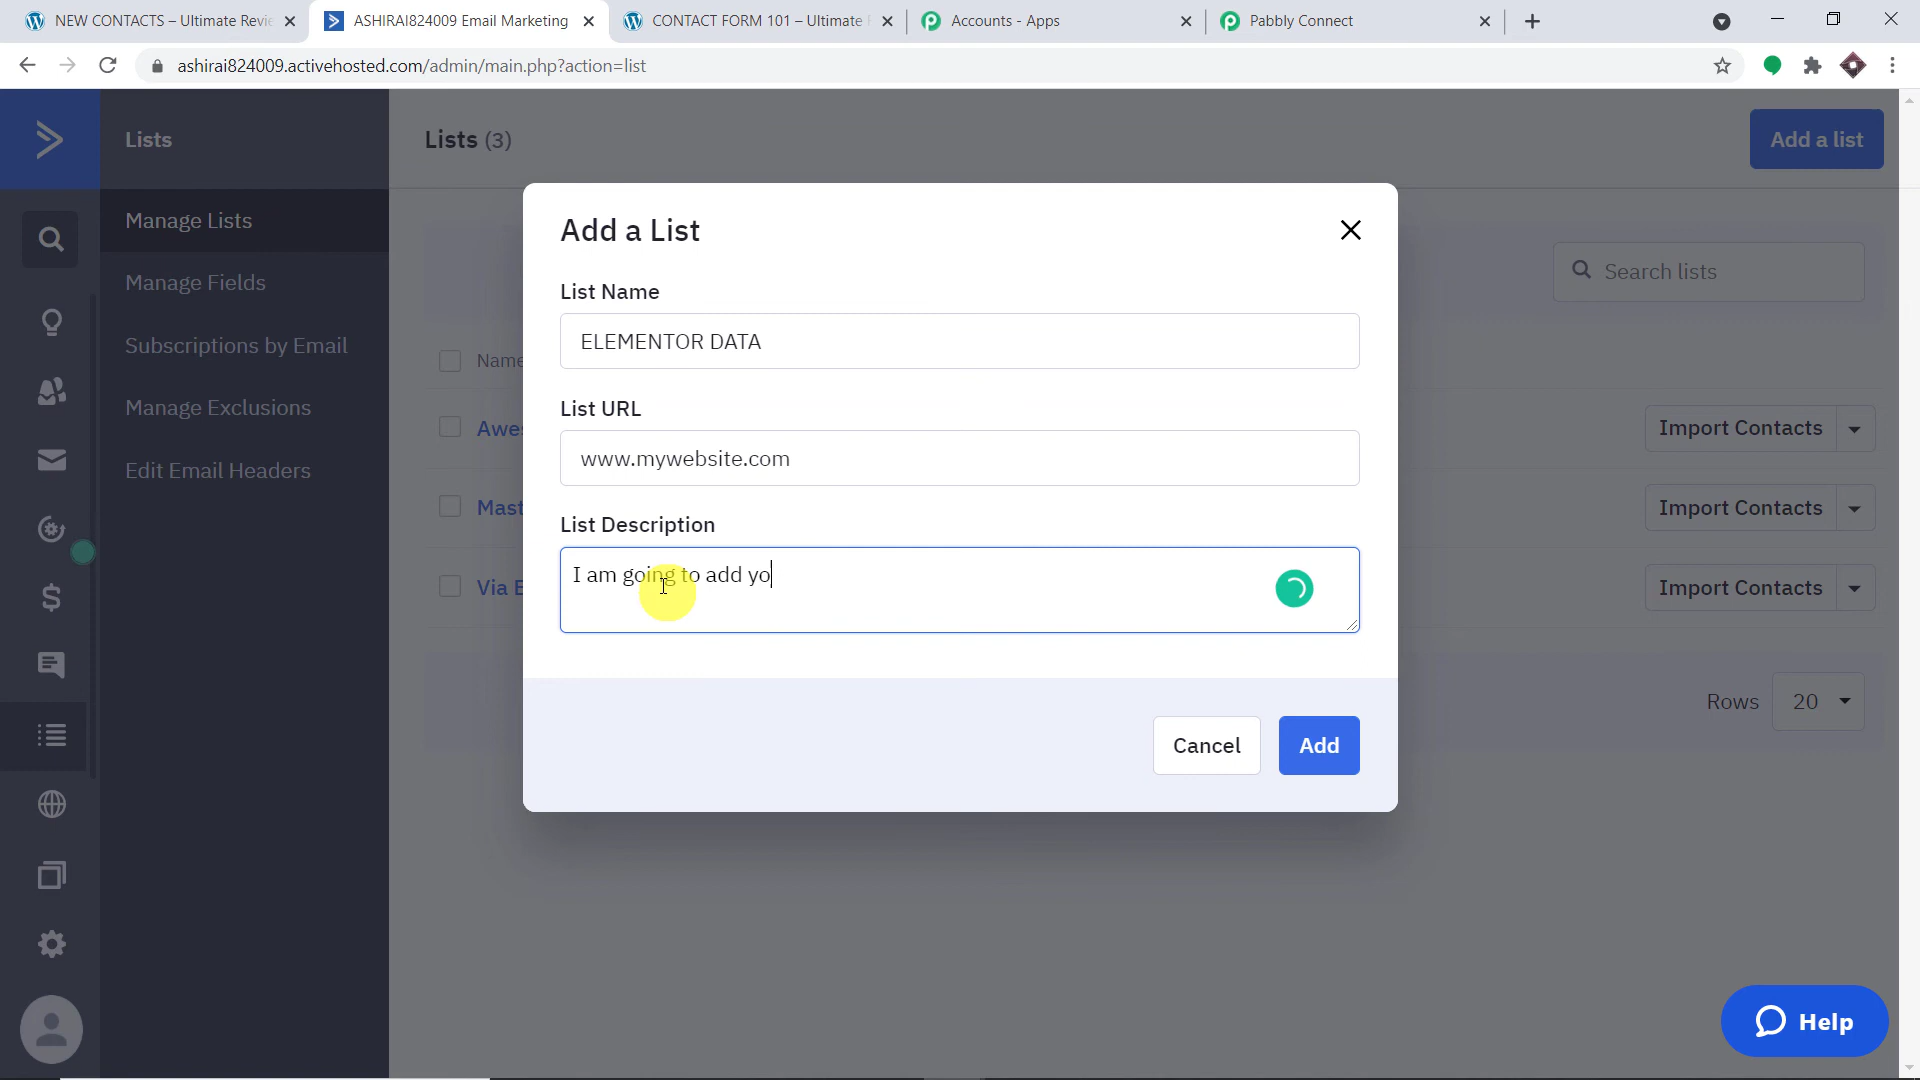 NEW CONTACTS – Ultimate Revie
ASHIRAI824009 Email Marketing
CONTACT FORM 101 – Ultimate
Accounts - Apps
Pabbly Connect
ashirai824009.activehosted.com/admin/main.php?action=list
Lists
Lists (3)
Add a list
Manage Lists
Manage Fields
Subscriptions by Email
Manage Exclusions
Edit Email Headers
Search lists
Name
Awes
Import Contacts
Mast
Import Contacts
Via E
Import Contacts
Rows 20
Add a List
List Name
ELEMENTOR DATA
List URL
www.mywebsite.com
List Description
I am going to add yo
Cancel
Add
Help